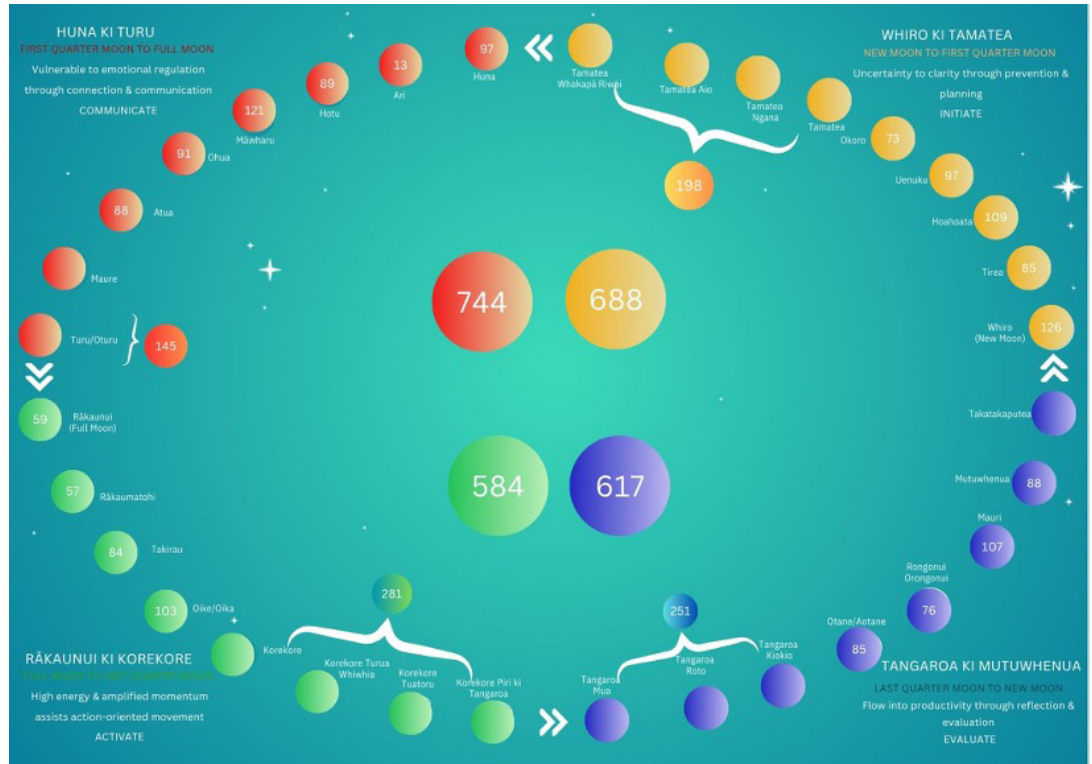 HUNA KI TURU
FIRST QUARTER MOON TO FULL MOON
Vulnerable to emotional regulation
through connection & communication
COMMUNICATE
WHIRO KI TAMATEA
NEW MOON TO FIRST QUARTER MOON
Uncertainty to clarity through prevention &
planning
INITIATE
97
Huna
13
Ari
89
Hotu
121
Māwharu
91
Ohua
88
Atua
Maure
Turu/Oturu
145
Tamatea
Whakapā Riwai
Tamatea Aio
Tamatea
Ngana
Tamatea
198
Okoro
73
Uenuku
97
Hoahoata
109
Tirea
85
Whiro
(New Moon)
126
744
688
584
617
59
Rākaunui
(Full Moon)
57
Rākaumatohi
84
Takirau
103
Oike/Oika
Korekore
281
Korekore Turua
Whiwhia
Korekore
Tuatoru
Korekore Piri ki
Tangaroa
Tangaroa
Mua
251
Tangaroa
Roto
Tangaroa
Kiokio
Otane/Aotane
85
Rongonui
Orongonui
76
Mauri
107
Mutuwhenua
88
Takatakaputea
RĀKAUNUI KI KOREKORE
FULL MOON TO LAST QUARTER MOON
High energy & amplified momentum
assists action-oriented movement
ACTIVATE
TANGAROA KI MUTUWHENUA
LAST QUARTER MOON TO NEW MOON
Flow into productivity through reflection &
evaluation
EVALUATE